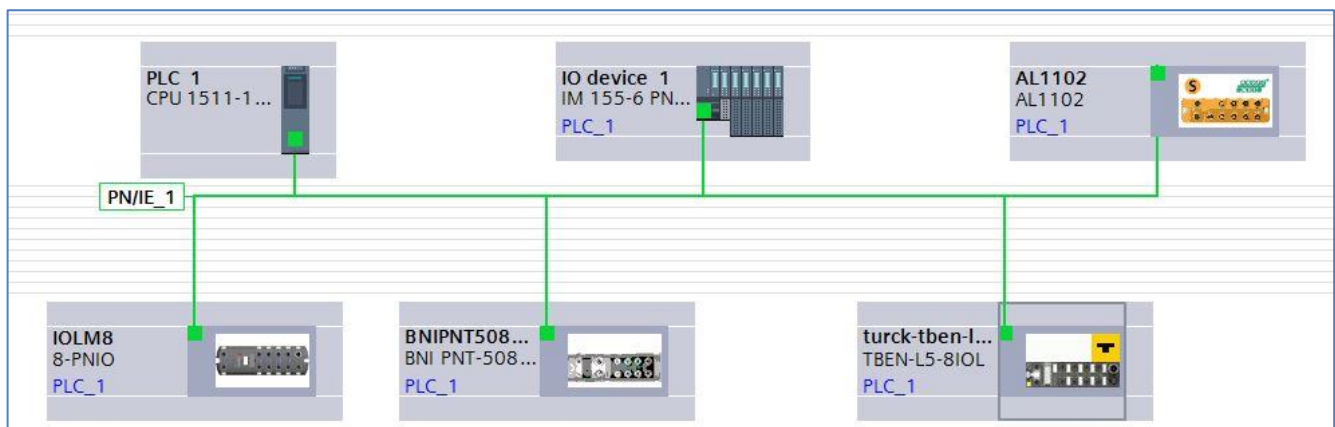 PLC_1
CPU 1511-1...
IO device_1
IM 155-6 PN...
PLC_1
AL1102
AL1102
PLC_1
S
PN/IE_1
IOLM8
8-PNIO
PLC_1
BNIPNT508...
BNI PNT-508...
PLC_1
turck-tben-l...
TBEN-L5-8IOL
PLC_1